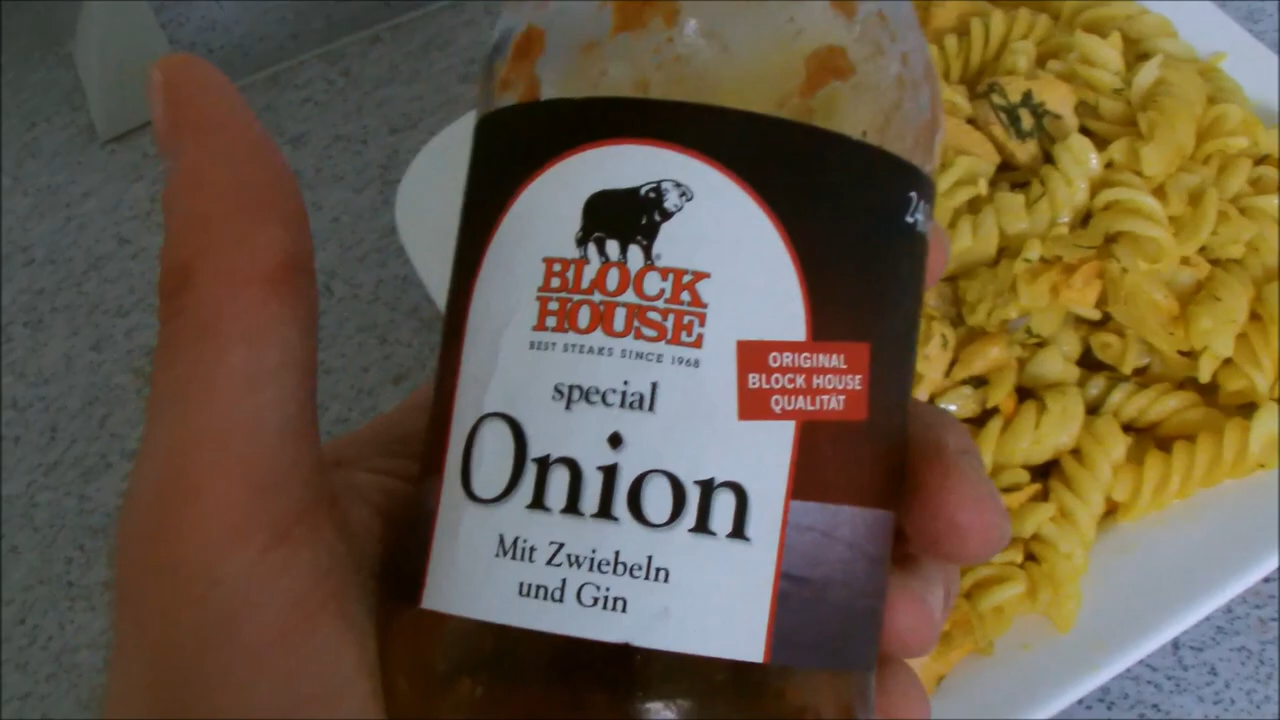 BLOCK
HOUSE
BEST STEAKS SINCE 1968
special
Onion
Mit Zwiebeln
und Gin
ORIGINAL
BLOCK HOUSE
QUALITÄT